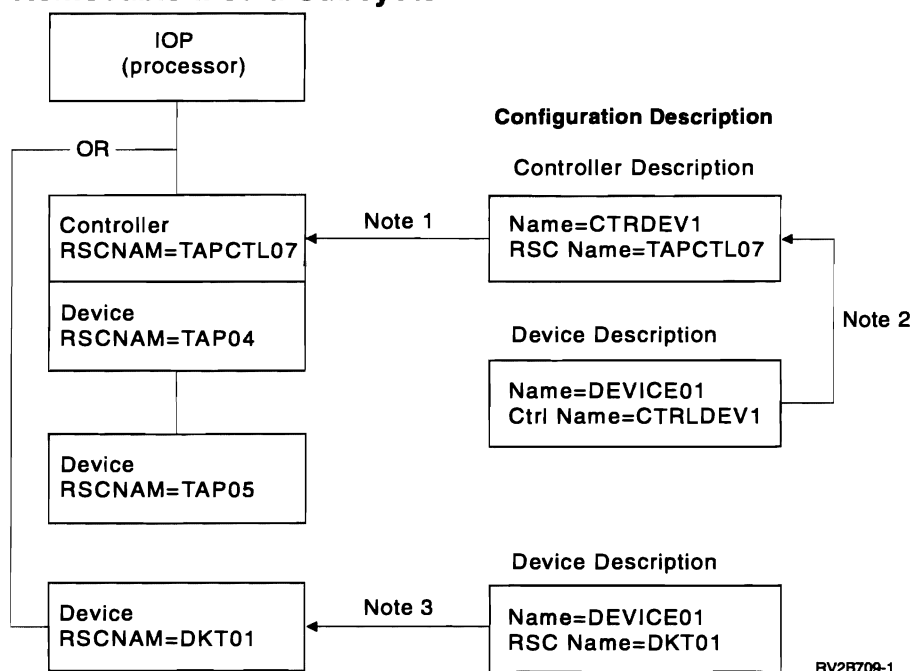 IOP
(processor)
Configuration Description
OR
Controller Description
Controller
RSCNAM=TAPCTL07
Note 1
Name=CTRDEV1
RSC Name=TAPCTL07
Device
RSCNAM=TAP04
Note 2
Device Description
Name=DEVICE01
Ctrl Name=CTRLDEV1
Device
RSCNAM=TAP05
Device Description
Device
RSCNAM=DKT01
Note 3
Name=DEVICE01
RSC Name=DKT01
RV2B709-1